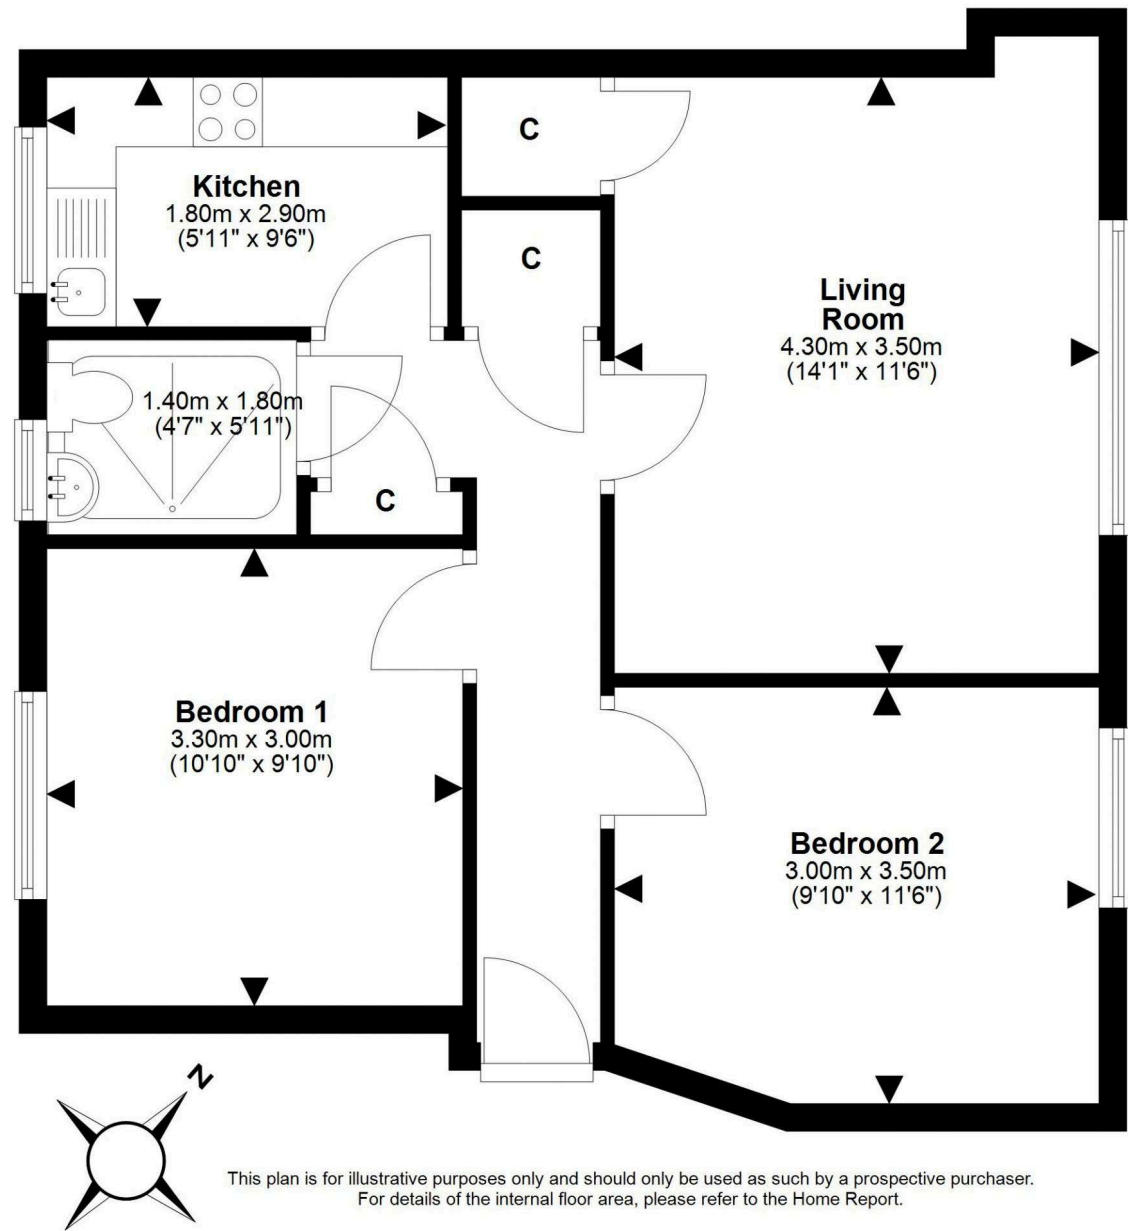 C
Kitchen
1.80m x 2.90m
(5'11" x 9'6")
C
Living
Room
4.30m x 3.50m
(14'1" x 11'6")
1.40m x 1.80m
(4'7" x 5'11")
C
Bedroom 1
3.30m x 3.00m
(10'10" x 9'10")
Bedroom 2
3.00m x 3.50m
(9'10" x 11'6")
N
This plan is for illustrative purposes only and should only be used as such by a prospective purchaser.
For details of the internal floor area, please refer to the Home Report.